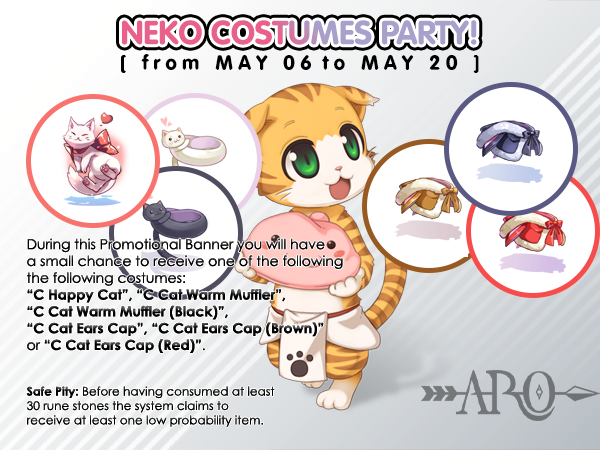 NEKO COSTUMES PARTY!
[ from MAY 06 to MAY 20 ]
During this Promotional Banner you will have
a small chance to receive one of the following
the following costumes:
“C Happy Cat”, “C Cat Warm Muffler”,
“C Cat Warm Muffler (Black)”,
“C Cat Ears Cap”, “C Cat Ears Cap (Brown)”
or “C Cat Ears Cap (Red)”.
Safe Pity: Before having consumed at least
30 rune stones the system claims to
receive at least one low probability item.
ARO